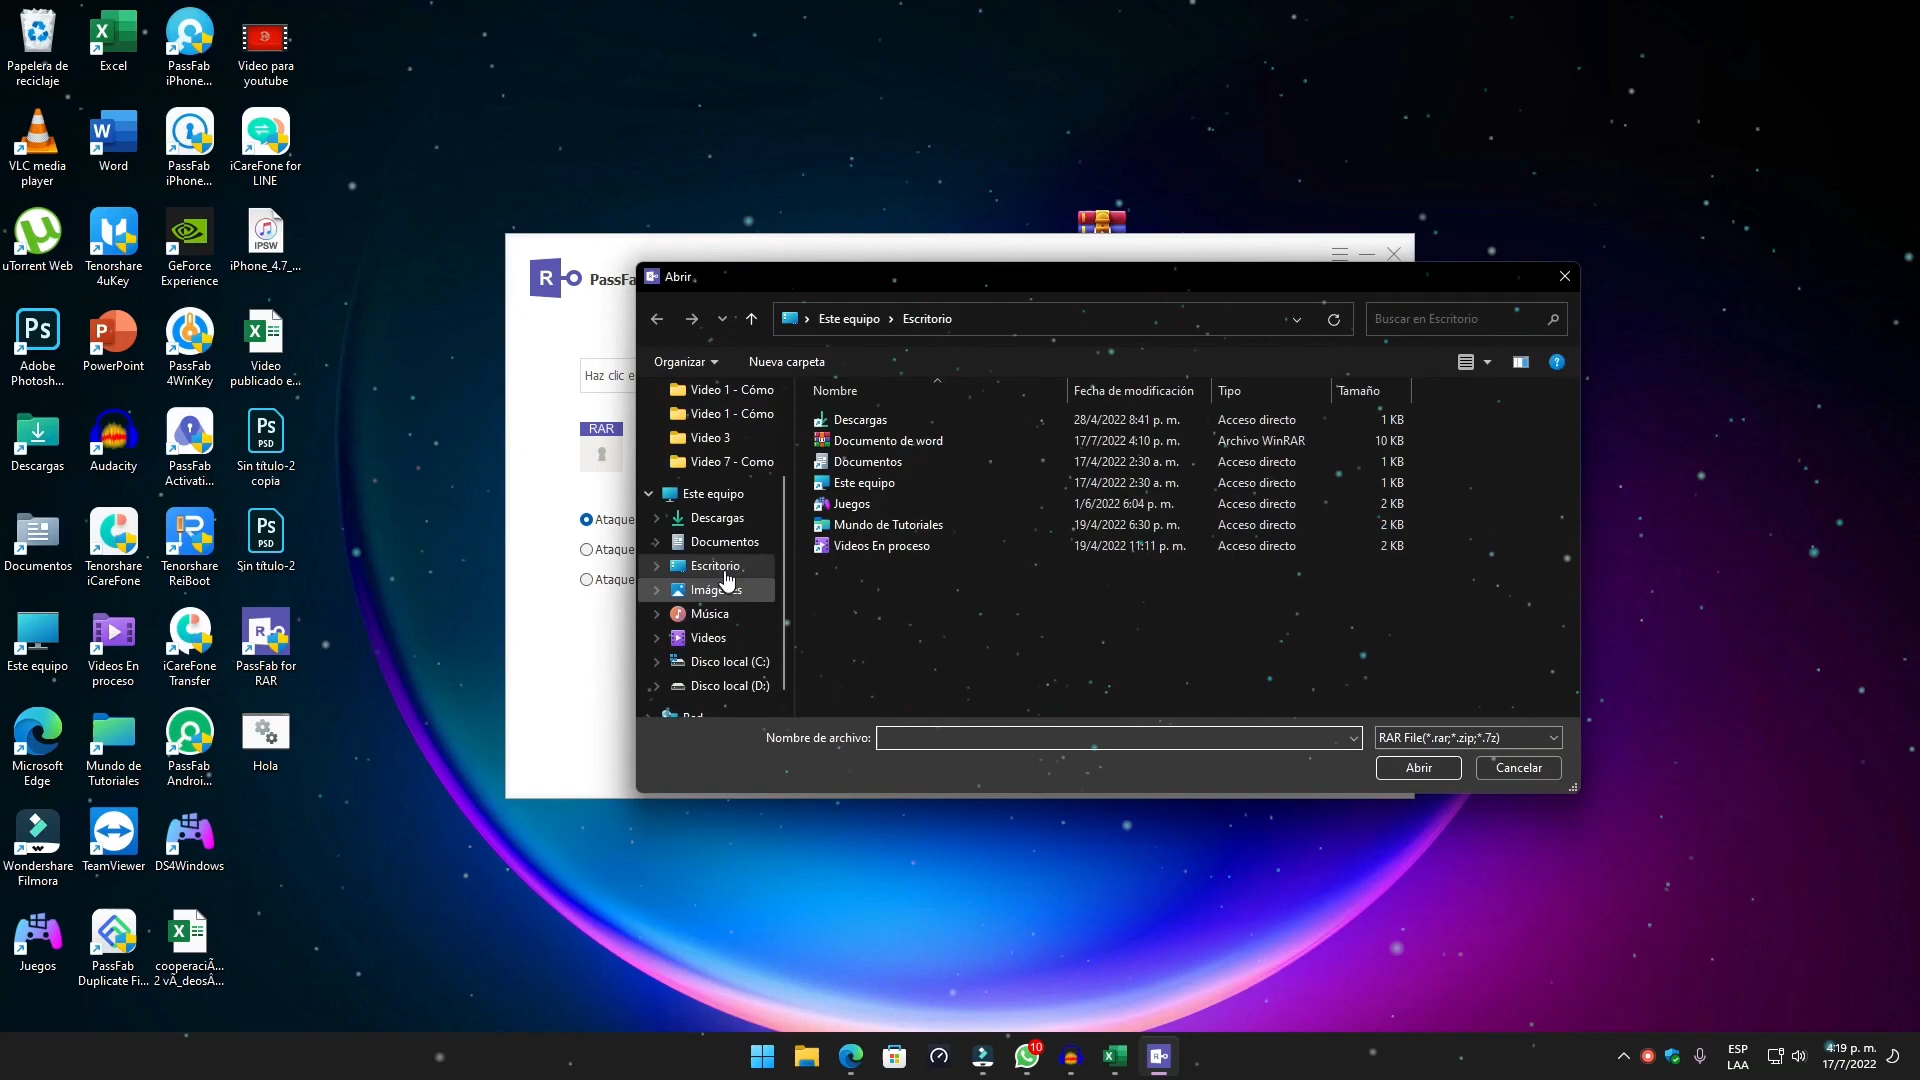 Papelera de
reciclaje
Excel
PassFab
iPhone...
Video para
youtube
VLC media
player
Word
PassFab
iPhone...
iCareFone for
LINE
uTorrent Web
Tenorshare
4uKey
GeForce
Experience
IPSW
iPhone_4.7_...
Adobe
Photosh...
PowerPoint
PassFab
4WinKey
Video
publicado e...
Descargas
Audacity
PassFab
Activati...
PSD
Sin título-2
copia
Documentos
Tenorshare
iCareFone
Tenorshare
ReiBoot
PSD
Sin título-2
Este equipo
Videos En
proceso
iCareFone
Transfer
PassFab for
RAR
Microsoft
Edge
Mundo de
Tutoriales
PassFab
Androi...
Hola
Wondershare
Filmora
TeamViewer
DS4Windows
Juegos
PassFab
Duplicate Fi...
cooperaciÃ...
2 vÃ_deosÂ...
PassFa
Haz clic e
RAR
Ataque
Ataque
Ataque
Abrir
Este equipo > Escritorio
Buscar en Escritorio
Organizar
Nueva carpeta
Video 1 - Cómo
Video 1 - Cómo
Video 3
Video 7 - Como
Este equipo
Descargas
Documentos
Escritorio
Música
Videos
Disco local (C:)
Disco local (D:)
Nombre Fecha de modificación Tipo Tamaño
Descargas 28/4/2022 8:41 p. m. Acceso directo 1 KB
Documento de word 17/7/2022 4:10 p. m. Archivo WinRAR 10 KB
Documentos 17/4/2022 2:30 a. m. Acceso directo 1 KB
Este equipo 17/4/2022 2:30 a. m. Acceso directo 1 KB
Juegos 1/6/2022 6:04 p. m. Acceso directo 2 KB
Mundo de Tutoriales 19/4/2022 6:30 p. m. Acceso directo 2 KB
Videos En proceso 19/4/2022 11:11 p. m. Acceso directo 2 KB
Nombre de archivo:
RAR File(*.rar;*.zip;*.7z)
Abrir
Cancelar
10
ESP
LAA
4:19 p. m.
17/7/2022